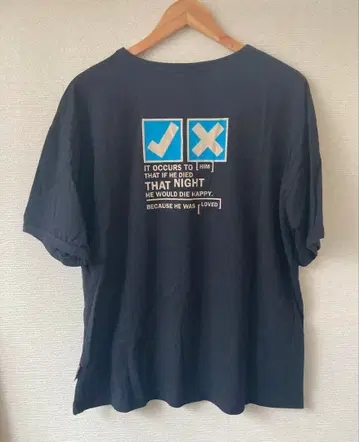 IT OCCURS TO [HIM]
THAT IF HE DIED
THAT NIGHT
HE WOULD DIE HAPPY.
BECAUSE HE WAS [LOVED]